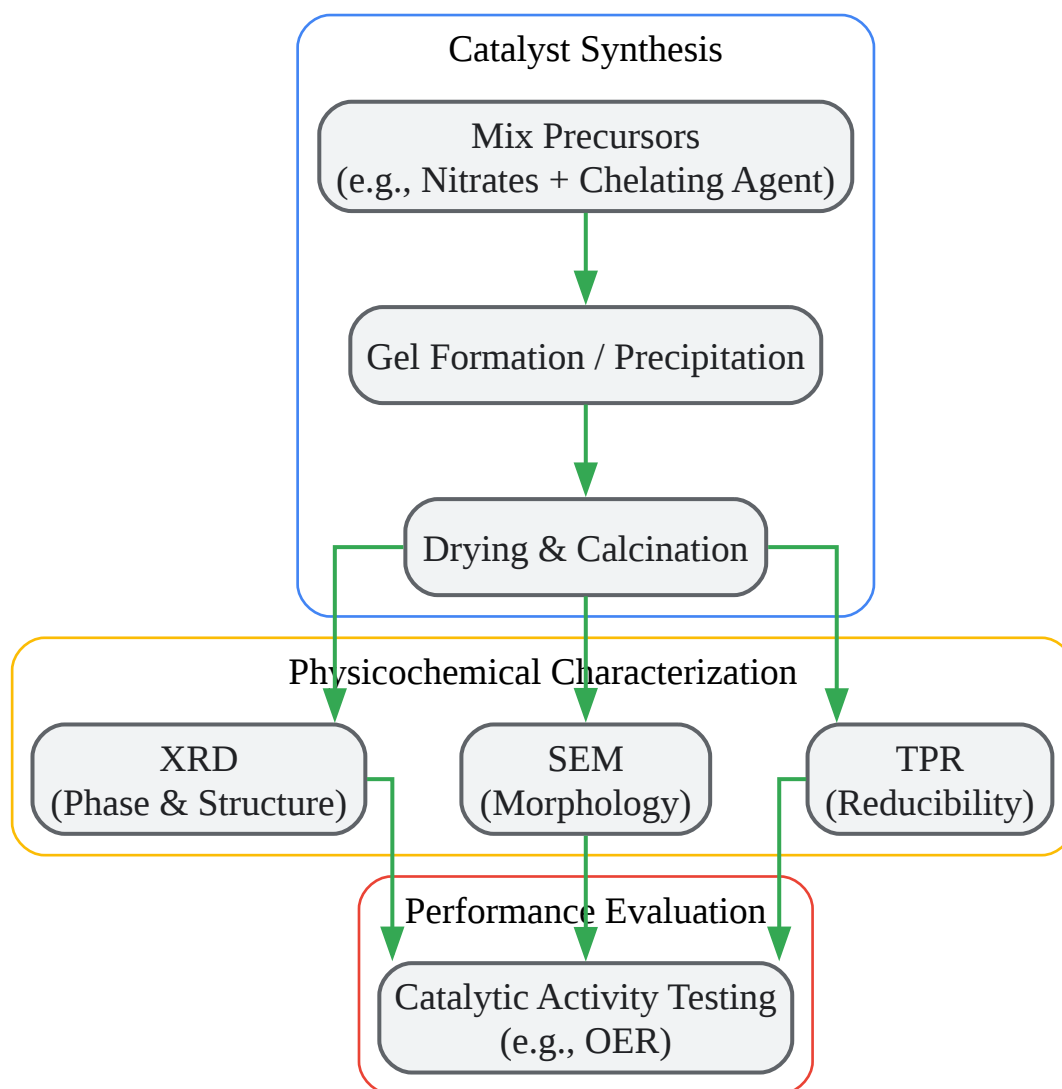 Catalyst Synthesis
Mix Precursors
(e.g., Nitrates + Chelating Agent)
Gel Formation / Precipitation
Drying & Calcination
Physicochemical Characterization
XRD
(Phase & Structure)
SEM
(Morphology)
TPR
(Reducibility)
Performance Evaluation
Catalytic Activity Testing
(e.g., OER)